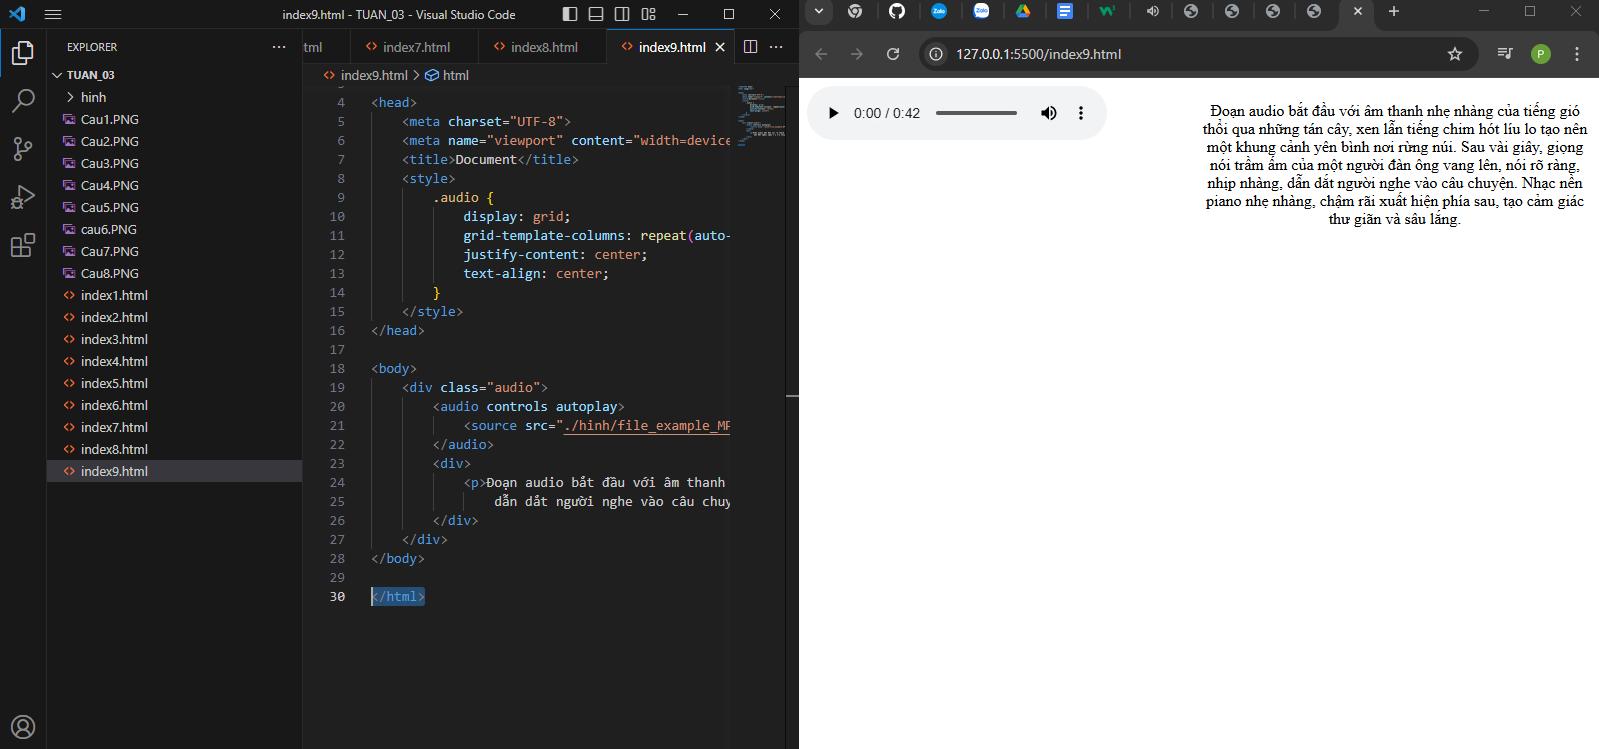 index9.html - TUAN_03 - Visual Studio Code
EXPLORER
TUAN_03
hinh
Cau1.PNG
Cau2.PNG
Cau3.PNG
Cau4.PNG
Cau5.PNG
cau6.PNG
Cau7.PNG
Cau8.PNG
index1.html
index2.html
index3.html
index4.html
index5.html
index6.html
index7.html
index8.html
index9.html
tml index7.html index8.html index9.html
index9.html > html
4 <head>
5 <meta charset="UTF-8">
6 <meta name="viewport" content="width=device
7 <title>Document</title>
8 <style>
9 .audio {
10 display: grid;
11 grid-template-columns: repeat(auto-
12 justify-content: center;
13 text-align: center;
14 }
15 </style>
16 </head>
17
18 <body>
19 <div class="audio">
20 <audio controls autoplay>
21 <source src="./hinh/file_example_MP
22 </audio>
23 <div>
24 <p>Đoạn audio bắt đầu với âm thanh
25 dẫn dắt người nghe vào câu chuy
26 </div>
27 </div>
28 </body>
29
30 </html>
Zalo Zalo
127.0.0.1:5500/index9.html
P
0:00 / 0:42
Đoạn audio bắt đầu với âm thanh nhẹ nhàng của tiếng gió
thổi qua những tán cây, xen lẫn tiếng chim hót líu lo tạo nên
một khung cảnh yên bình nơi rừng núi. Sau vài giây, giọng
nói trầm ấm của một người đàn ông vang lên, nói rõ ràng,
nhịp nhàng, dẫn dắt người nghe vào câu chuyện. Nhạc nền
piano nhẹ nhàng, chậm rãi xuất hiện phía sau, tạo cảm giác
thư giãn và sâu lắng.